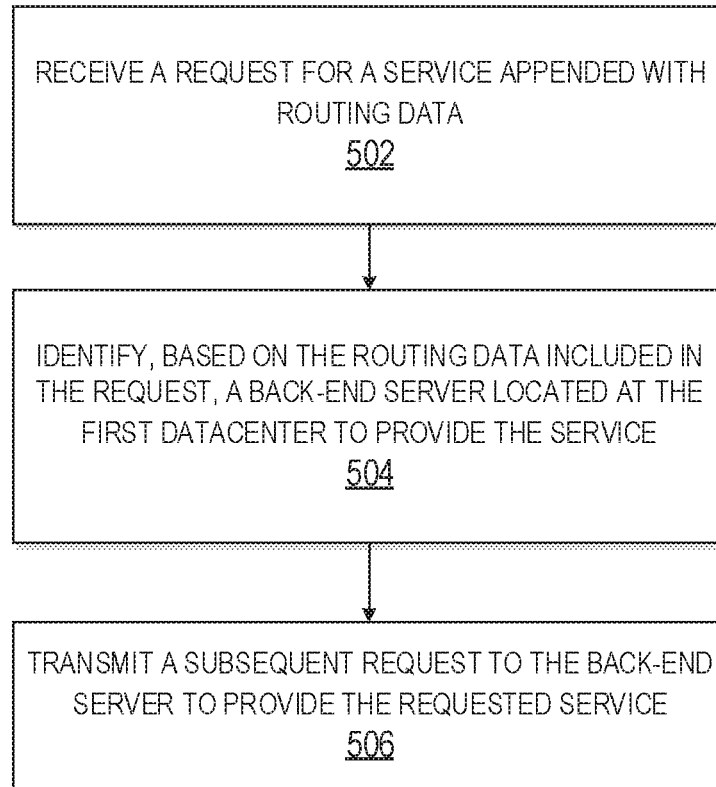 RECEIVE A REQUEST FOR A SERVICE APPENDED WITH
ROUTING DATA
502
IDENTIFY, BASED ON THE ROUTING DATA INCLUDED IN
THE REQUEST, A BACK-END SERVER LOCATED AT THE
FIRST DATACENTER TO PROVIDE THE SERVICE
504
TRANSMIT A SUBSEQUENT REQUEST TO THE BACK-END
SERVER TO PROVIDE THE REQUESTED SERVICE
506